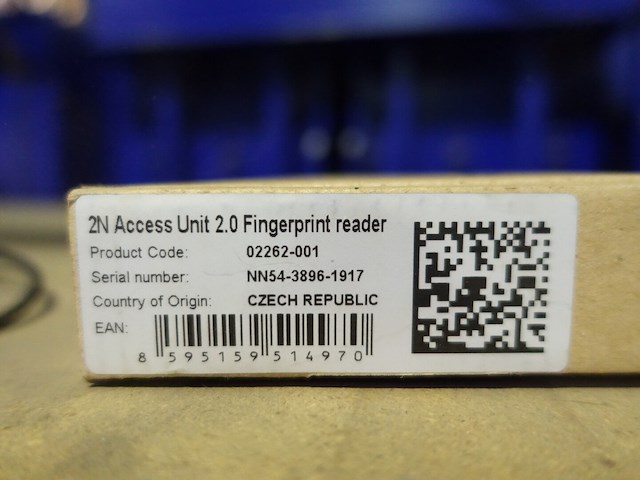 2N Access Unit 2.0 Fingerprint reader
Product Code: 02262-001
Serial number: NN54-3896-1917
Country of Origin: CZECH REPUBLIC
EAN:
8 595159 514970